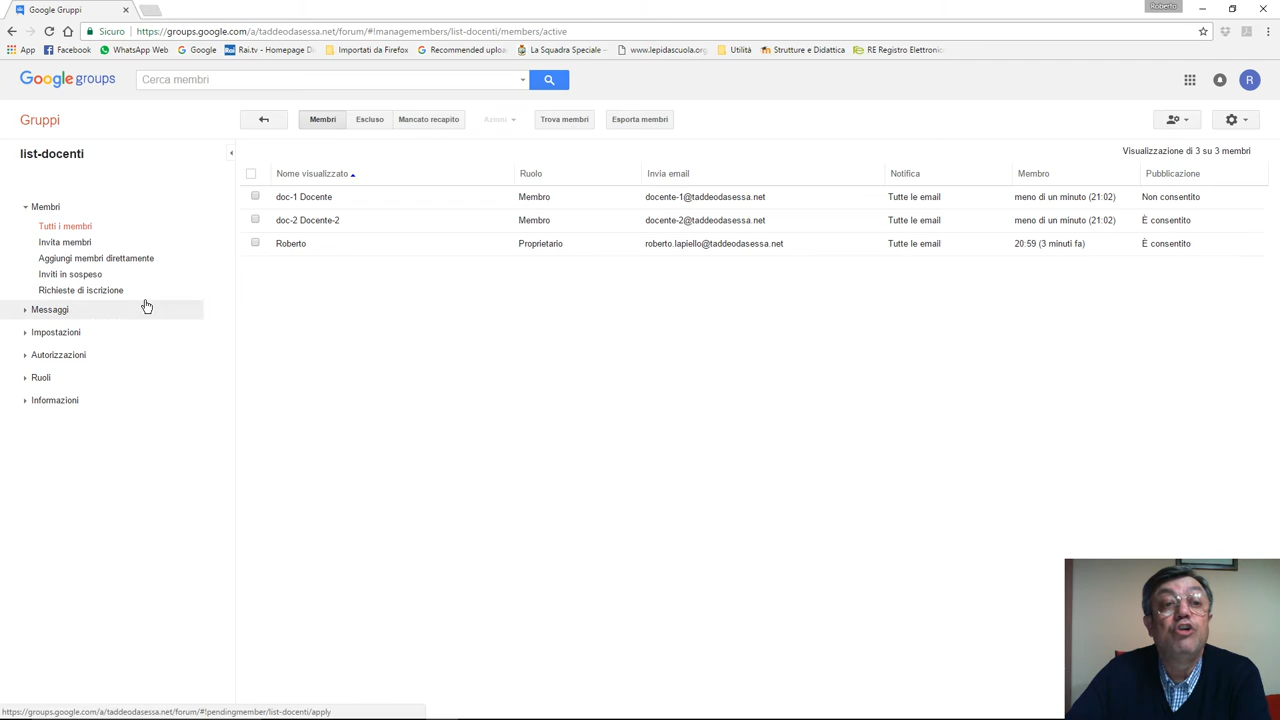 Google Gruppi
Roberto
Sicuro
https://groups.google.com/a/taddeodasessa.net/forum/#!managemembers/list-docenti/members/active
App Facebook WhatsApp Web Google Rai.tv - Homepage D Importati da Firefox Recommended uploa La Squadra Speciale - www.lepidascuola.org Utilità Strutture e Didattica RE Registro Elettronic
Google groups
Cerca membri
R
Gruppi
Membri Escluso Mancato recapito Azioni Trova membri Esporta membri
list-docenti
Visualizzazione di 3 su 3 membri
Nome visualizzato Ruolo Invia email Notifica Membro Pubblicazione
doc-1 Docente Membro docente-1@taddeodasessa.net Tutte le email meno di un minuto (21:02) Non consentito
doc-2 Docente-2 Membro docente-2@taddeodasessa.net Tutte le email meno di un minuto (21:02) È consentito
Roberto Proprietario roberto.lapiello@taddeodasessa.net Tutte le email 20:59 (3 minuti fa) È consentito
Membri
Tutti i membri
Invita membri
Aggiungi membri direttamente
Inviti in sospeso
Richieste di iscrizione
Messaggi
Impostazioni
Autorizzazioni
Ruoli
Informazioni
https://groups.google.com/a/taddeodasessa.net/forum/#!pendingmember/list-docenti/apply